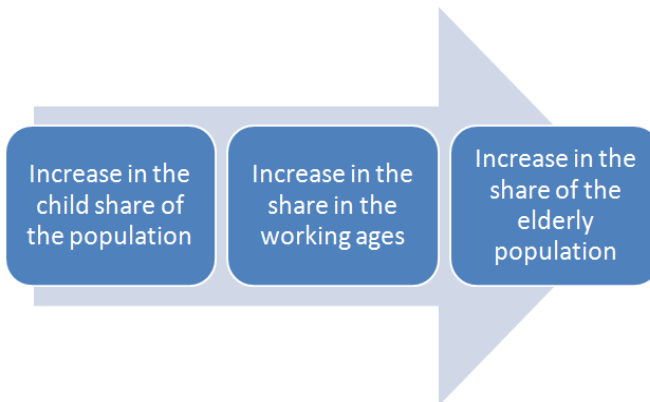 Increase in the
child share of
the population
Increase in the
share in the
working ages
Increase in the
share of the
elderly
population